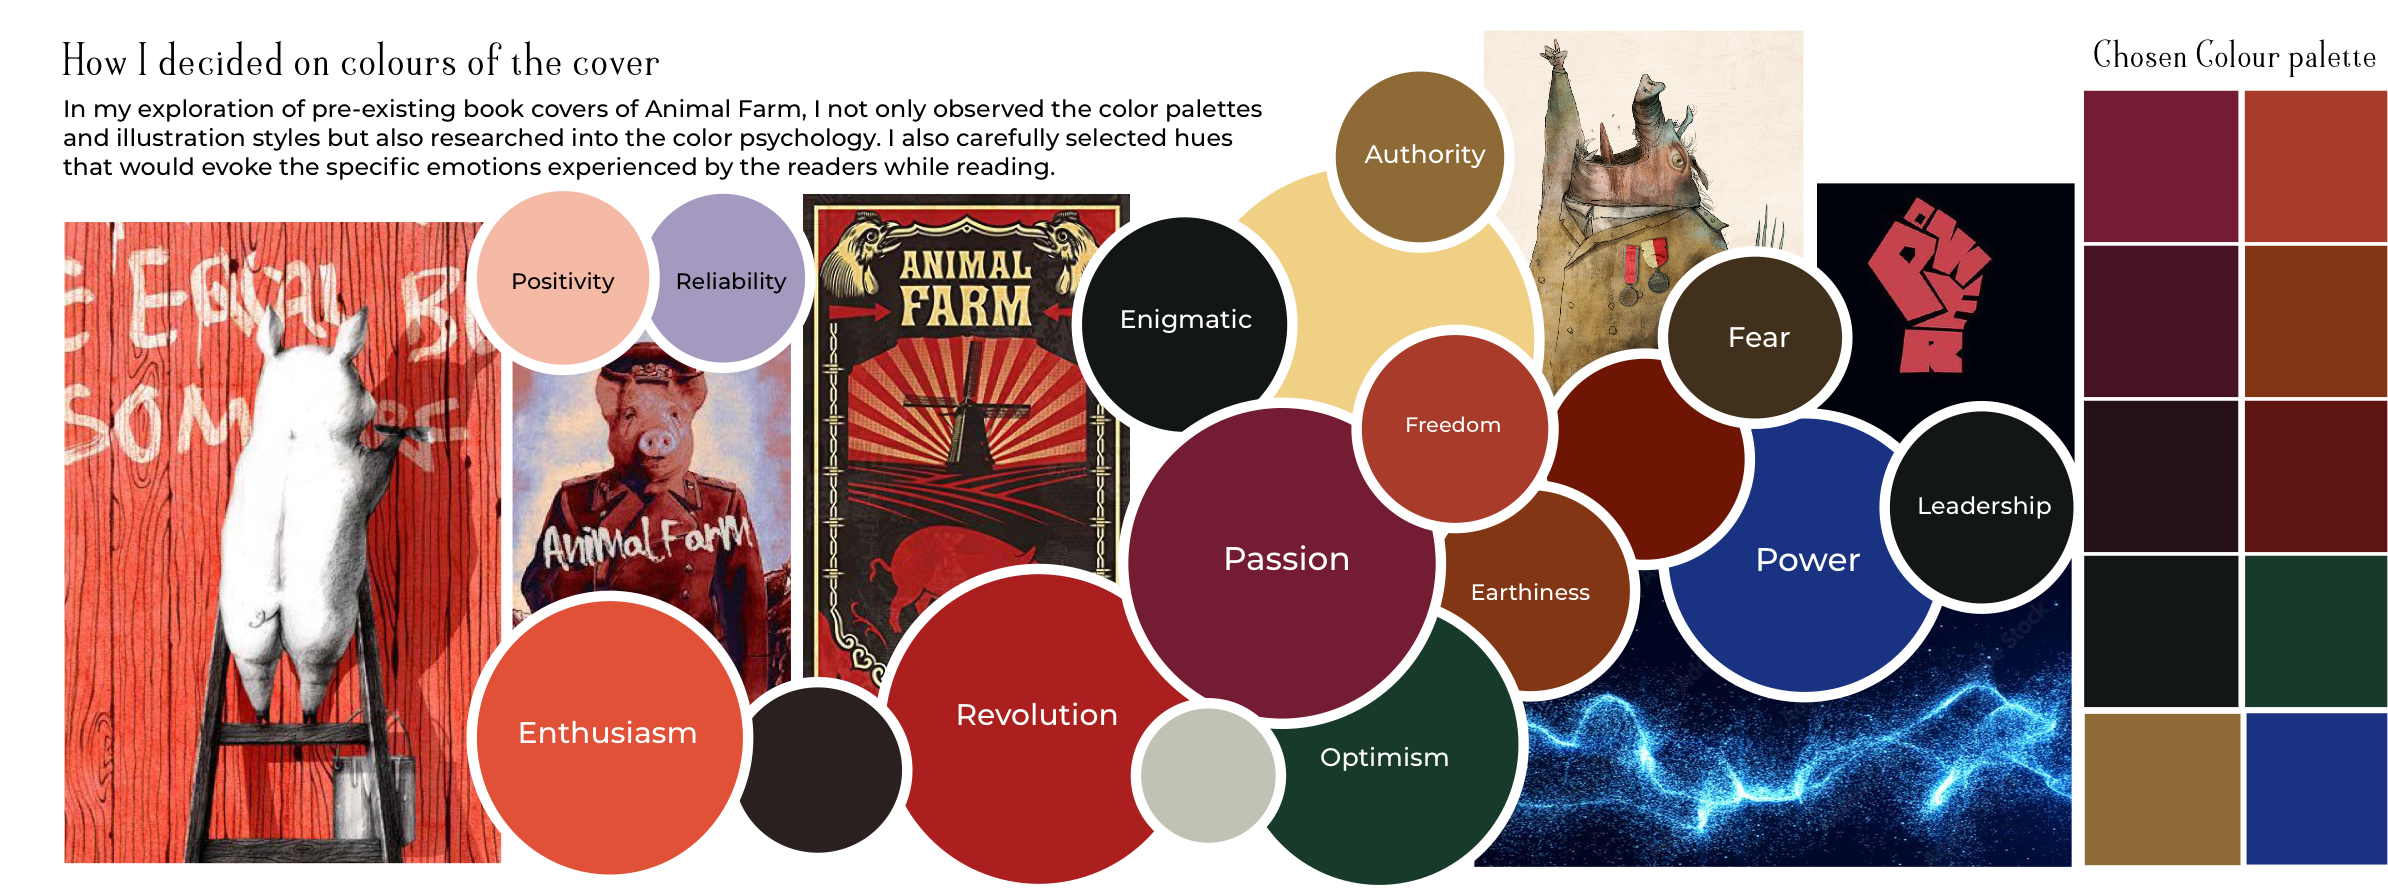 How I decided on colours of the cover
In my exploration of pre-existing book covers of Animal Farm, I not only observed the color palettes
and illustration styles but also researched into the color psychology. I also carefully selected hues
that would evoke the specific emotions experienced by the readers while reading.
Chosen Colour palette
Authority
Positivity
Reliability
ANIMAL
FARM
Enigmatic
Fear
POWER
E EQUAL B
SOM
Freedom
Leadership
Animal Farm
Passion
Power
Earthiness
Enthusiasm
Revolution
Optimism
Stock